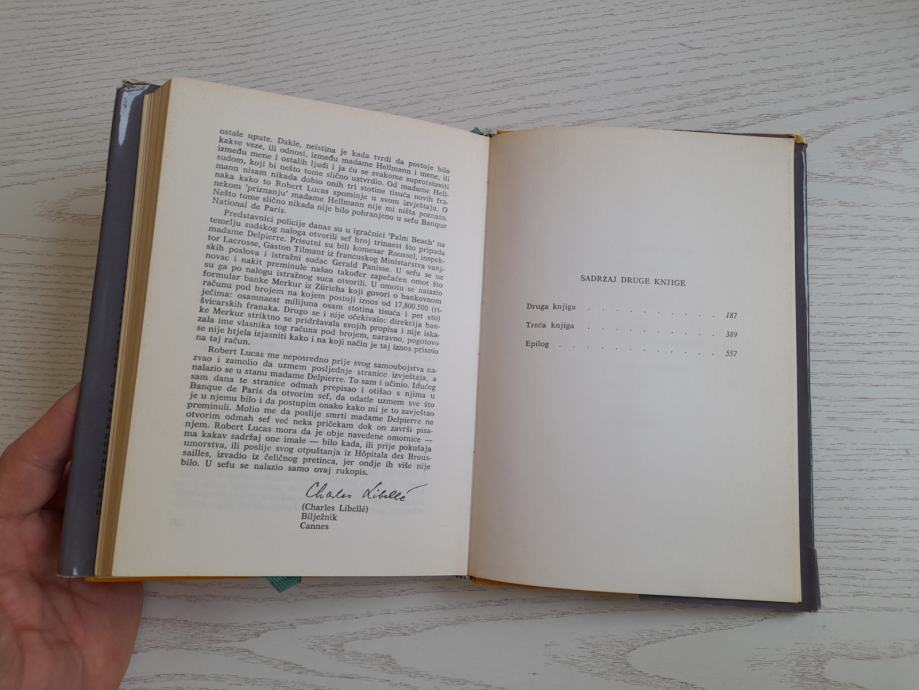 ostale upute. Dakle, neistina je kada tvrdi da postoje bilo
kakve veze, ili odnosi, između madame Hellmann i mene, ili
između mene i ostalih ljudi i ja ću se svakome suprotstaviti
sudom, koji bi nešto tome slično ustvrdio. Od madame Hell-
mann nisam nikada dobio onih tri stotine tisuća novih fra-
naka kako to Robert Lucas spominje u svom izvještaju. O
nekom 'priznanju' madame Hellmann nije mi ništa poznato.
Nešto tome slično nikada nije bilo pohranjeno u sefu Banque
National de Paris.
Predstavnici policije danas su u igračnici 'Palm Beach' na
temelju sudskog naloga otvorili sef broj trinaest što pripada
madame Delpierre. Prisutni su bili komesar Roussel, inspek-
tor Lacrosse, Gaston Tilmant iz francuskog Ministarstva vanj-
skih poslova i istražni sudac Gerald Panisse. U sefu se uz
novac i nakit preminule našao također zapečaćen omot što
su ga po nalogu istražnog suca otvorili. U omotu se nalazio
formular banke Merkur iz Züricha koji govori o bankovnom
računu pod brojem na kojem postoji iznos od 17,800.500 (ri-
ječima: osamnaest milijuna osam stotina tisuća i pet sto)
švicarskih franaka. Drugo se i nije očekivalo: direkcija ban-
ke Merkur striktno se pridržavala svojih propisa i nije iska-
zala ime vlasnika tog računa pod brojem, naravno, pogotovo
se nije htjela izjasniti kako i na koji način je taj iznos prispio
na taj račun.
Robert Lucas me neposredno prije svog samoubojstva na-
zvao i zamolio da uzmem posljednje stranice izvještaja, a
nalazio se u stanu madame Delpierre. To sam i učinio. Idućeg
sam dana te stranice odmah prepisao i otišao s njima u
Banque de Paris da otvorim sef, da odatle uzmem sve što
je u njemu bilo i da postupim onako kako mi je to zavještao
preminuli. Molio me da poslije smrti madame Delpierre ne
otvorim odmah sef već neka pričekam dok on završi pisa-
njem. Robert Lucas mora da je obje navedene omotnice —
ma kakav sadržaj one imale — bilo kada, ili prije pokušaja
umorstva, ili poslije svog otpuštanja iz Hôpitala des Brous-
sailles, izvadio iz čeličnog pretinca, jer ondje ih više nije
bilo. U sefu se nalazio samo ovaj rukopis.
Charles Libellé
(Charles Libellé)
Bilježnik
Cannes
SADRŽAJ DRUGE KNJIGE
Druga knjiga . . . . . . . . . . 187
Treća knjiga . . . . . . . . . . 389
Epilog . . . . . . . . . . . . 557